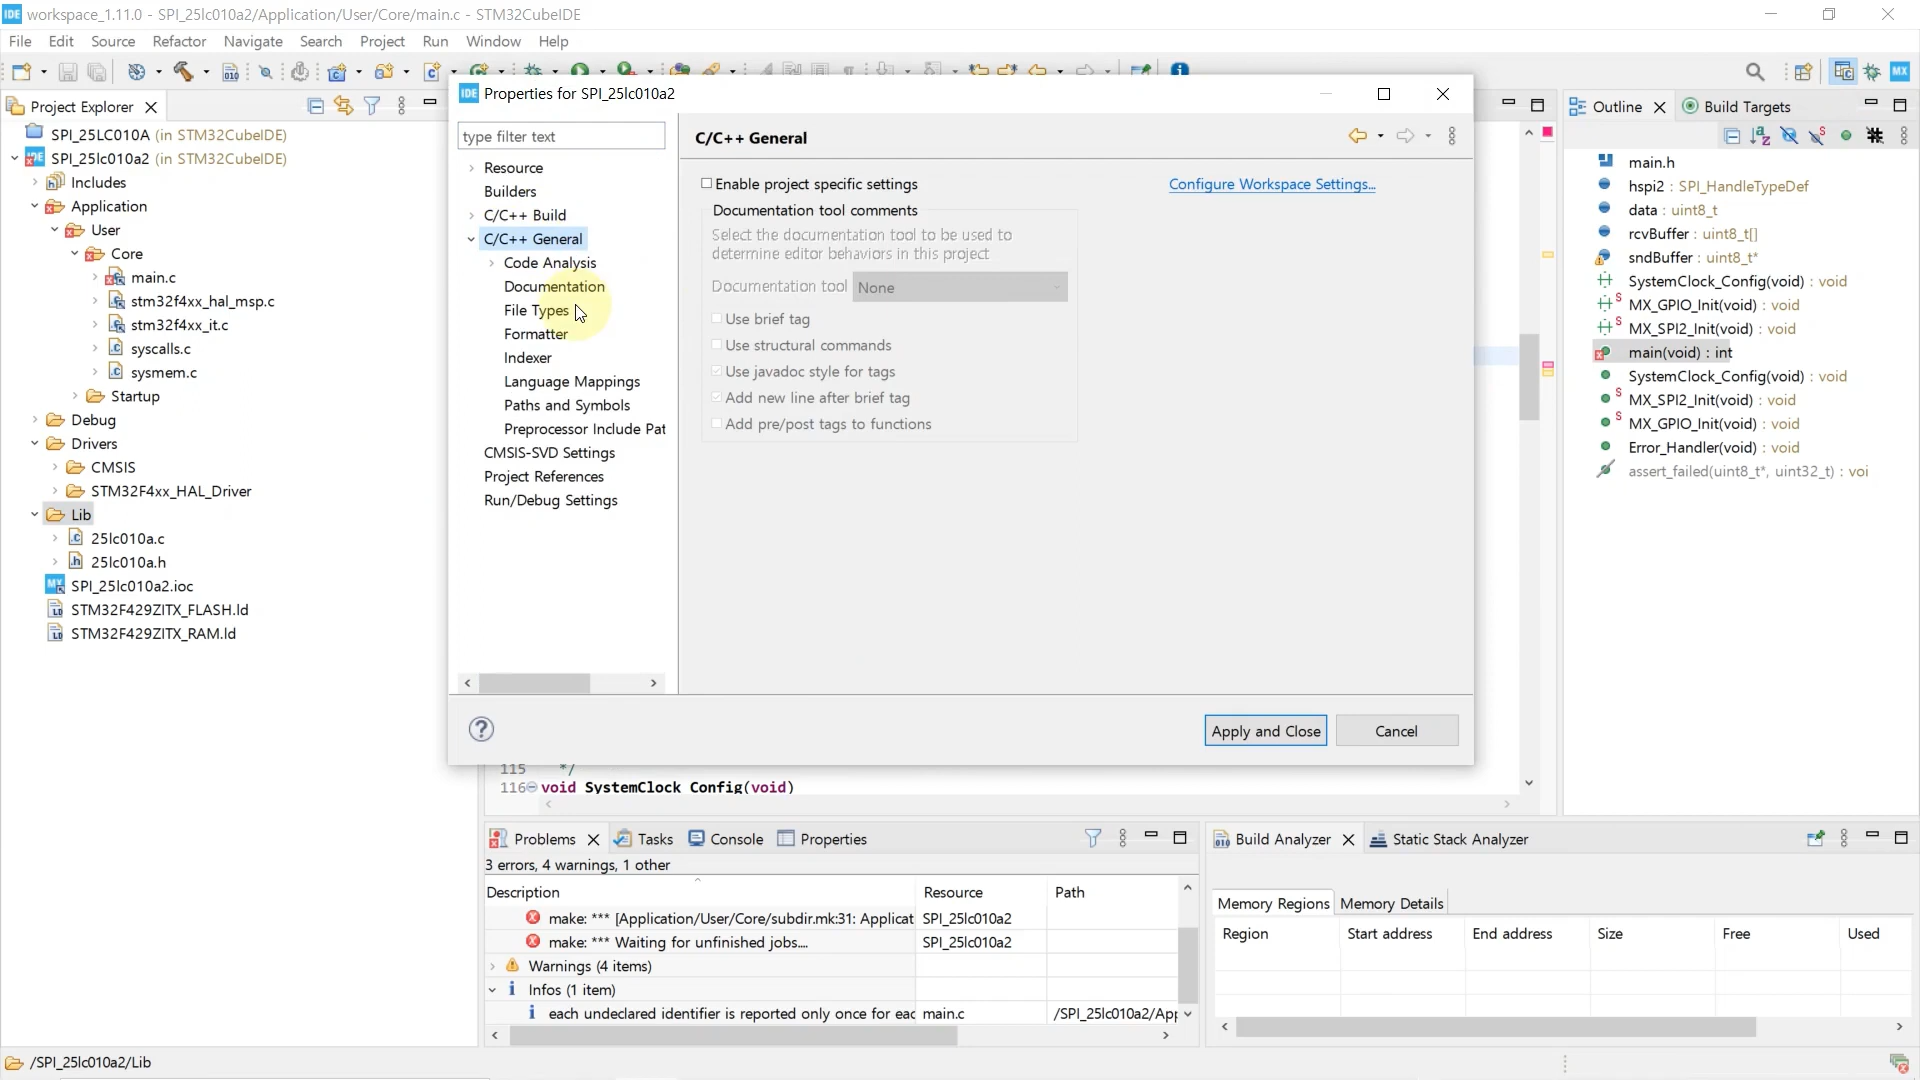 workspace_1.11.0 - SPI_25lc010a2/Application/User/Core/main.c - STM32CubeIDE
File Edit Source Refactor Navigate Search Project Run Window Help
Project Explorer
SPI_25LC010A (in STM32CubeIDE)
SPI_25lc010a2 (in STM32CubeIDE)
Includes
Application
User
Core
main.c
stm32f4xx_hal_msp.c
stm32f4xx_it.c
syscalls.c
sysmem.c
Startup
Debug
Drivers
CMSIS
STM32F4xx_HAL_Driver
Lib
25lc010a.c
25lc010a.h
SPI_25lc010a2.ioc
STM32F429ZITX_FLASH.ld
STM32F429ZITX_RAM.ld
IDE Properties for SPI_25lc010a2
type filter text
Resource
Builders
C/C++ Build
C/C++ General
Code Analysis
Documentation
File Types
Formatter
Indexer
Language Mappings
Paths and Symbols
Preprocessor Include Pat
CMSIS-SVD Settings
Project References
Run/Debug Settings
C/C++ General
Enable project specific settings
Configure Workspace Settings...
Documentation tool comments
Select the documentation tool to be used to
determine editor behaviors in this project
Documentation tool None
Use brief tag
Use structural commands
Use javadoc style for tags
Add new line after brief tag
Add pre/post tags to functions
Apply and Close Cancel
115 */
116 void SystemClock_Config(void)
Outline Build Targets
main.h
hspi2 : SPI_HandleTypeDef
data : uint8_t
rcvBuffer : uint8_t[]
sndBuffer : uint8_t*
SystemClock_Config(void) : void
MX_GPIO_Init(void) : void
MX_SPI2_Init(void) : void
main(void) : int
SystemClock_Config(void) : void
MX_SPI2_Init(void) : void
MX_GPIO_Init(void) : void
Error_Handler(void) : void
assert_failed(uint8_t*, uint32_t) : voi
Problems Tasks Console Properties
3 errors, 4 warnings, 1 other
Description Resource Path
make: *** [Application/User/Core/subdir.mk:31: Applicat SPI_25lc010a2
make: *** Waiting for unfinished jobs.... SPI_25lc010a2
Warnings (4 items)
Infos (1 item)
each undeclared identifier is reported only once for eac main.c /SPI_25lc010a2/App
Build Analyzer Static Stack Analyzer
Memory Regions Memory Details
Region Start address End address Size Free Used
/SPI_25lc010a2/Lib